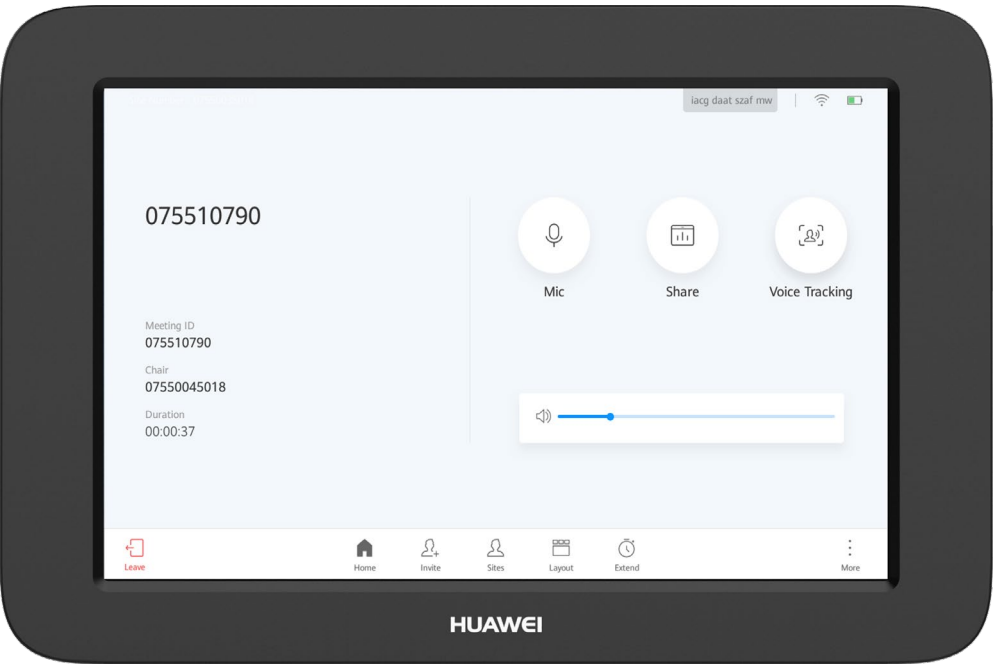 iacg daat szaf mw
075510790
Mic
Share
Voice Tracking
Meeting ID
075510790
Chair
07550045018
Duration
00:00:37
Leave
Home
Invite
Sites
Layout
Extend
More
HUAWEI